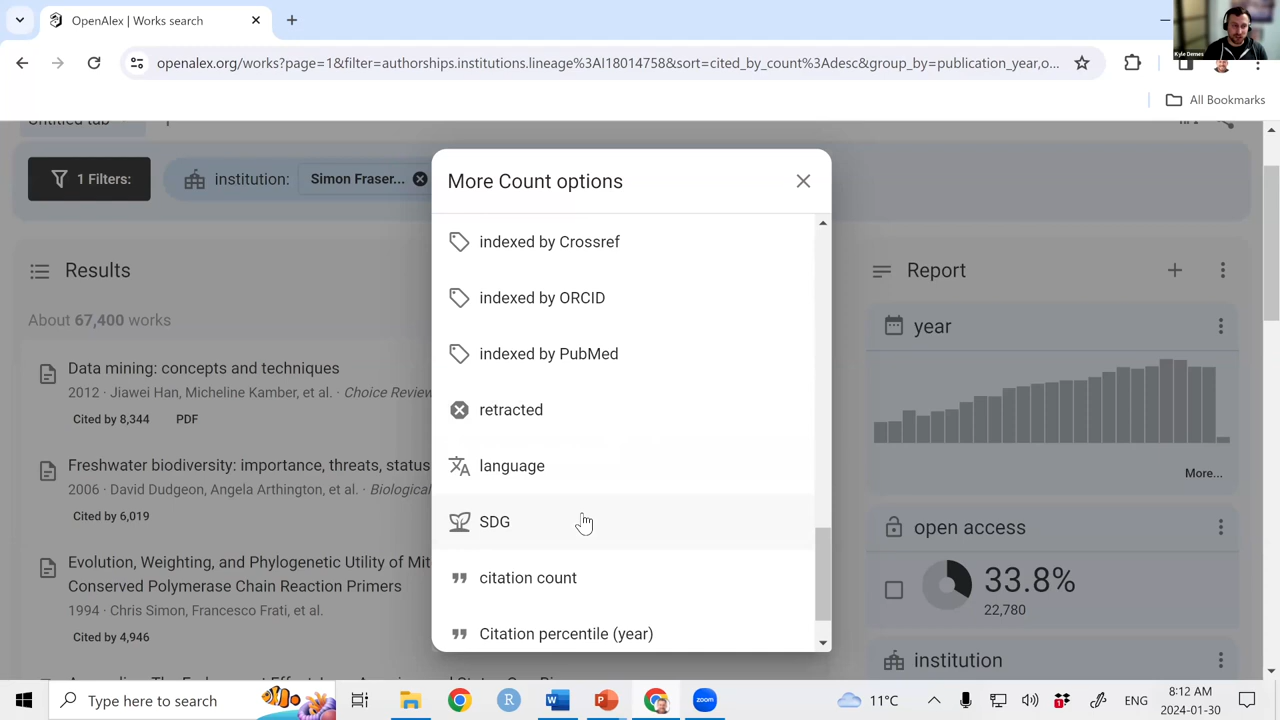 OpenAlex | Works search
Kyle Demes
openalex.org/works?page=1&filter=authorships.institutions.lineage%3AI18014758&sort=cited_by_count%3Adesc&group_by=publication_year,o...
All Bookmarks
Untitled tab
1 Filters:
institution:
Simon Fraser...
More Count options
indexed by Crossref
indexed by ORCID
indexed by PubMed
retracted
language
SDG
citation count
Citation percentile (year)
Results
About 67,400 works
Data mining: concepts and techniques
2012 · Jiawei Han, Micheline Kamber, et al. · Choice Review
Cited by 8,344 PDF
Freshwater biodiversity: importance, threats, status
2006 · David Dudgeon, Angela Arthington, et al. · Biological
Cited by 6,019
Evolution, Weighting, and Phylogenetic Utility of Mit
Conserved Polymerase Chain Reaction Primers
1994 · Chris Simon, Francesco Frati, et al.
Cited by 4,946
Report
year
More...
open access
33.8%
22,780
institution
Type here to search
11°C
ENG
8:12 AM
2024-01-30